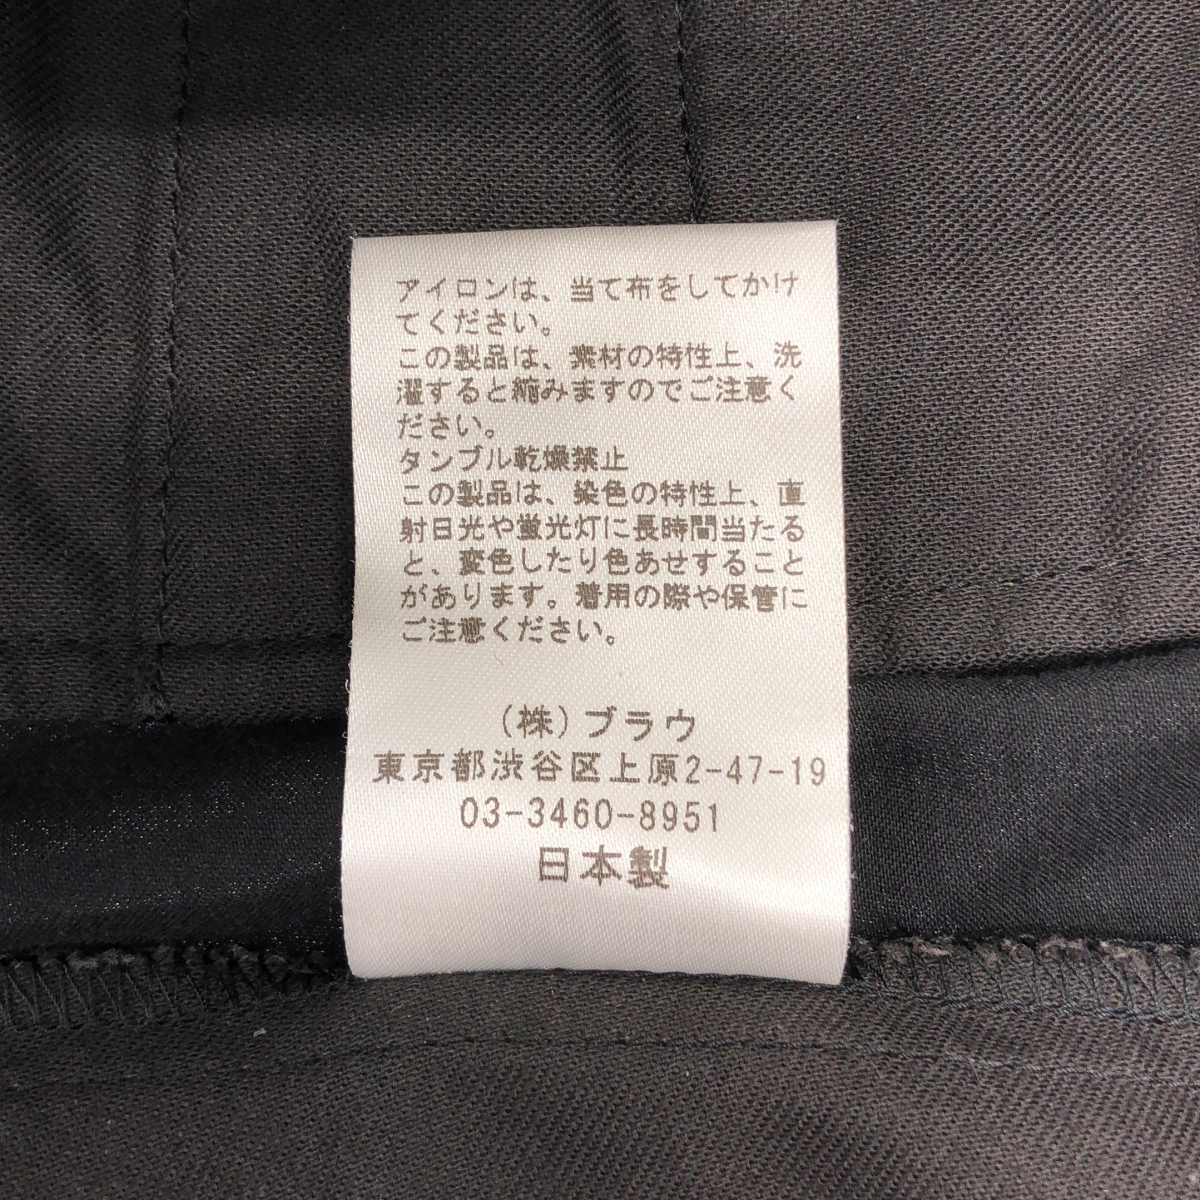 アイロンは、当て布をしてかけ
てください。
この製品は、素材の特性上、洗
濯すると縮みますのでご注意く
ださい。
タンブル乾燥禁止
この製品は、染色の特性上、直
射日光や蛍光灯に長時間当たる
と、変色したり色あせすること
があります。着用の際や保管に
ご注意ください。
(株)ブラウ
東京都渋谷区上原2-47-19
03-3460-8951
日本製